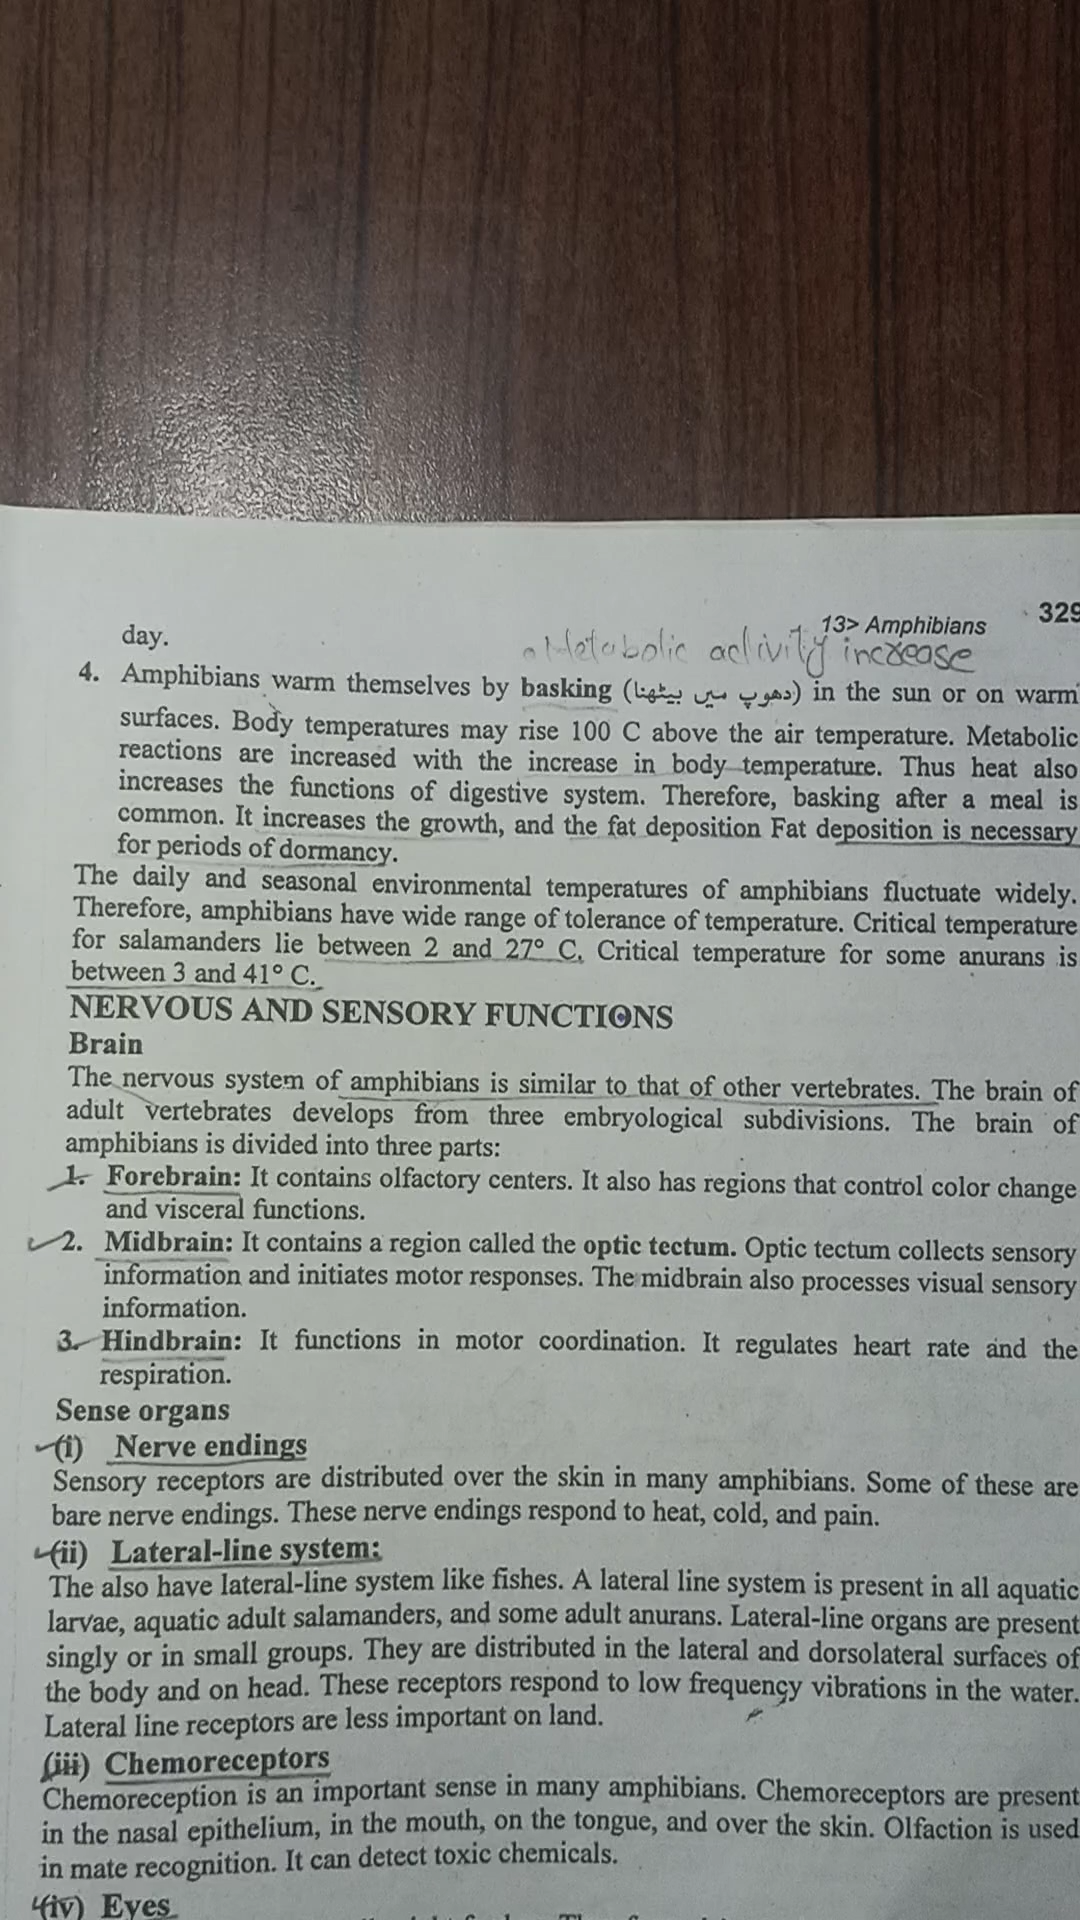 329
13> Amphibians
day.
Metabolic activity increase
4. Amphibians warm themselves by basking (دھوپ میں بیٹھنا) in the sun or on warm
surfaces. Body temperatures may rise 100 C above the air temperature. Metabolic
reactions are increased with the increase in body temperature. Thus heat also
increases the functions of digestive system. Therefore, basking after a meal is
common. It increases the growth, and the fat deposition Fat deposition is necessary
for periods of dormancy.
The daily and seasonal environmental temperatures of amphibians fluctuate widely.
Therefore, amphibians have wide range of tolerance of temperature. Critical temperature
for salamanders lie between 2 and 27° C. Critical temperature for some anurans is
between 3 and 41° C.
NERVOUS AND SENSORY FUNCTIONS
Brain
The nervous system of amphibians is similar to that of other vertebrates. The brain of
adult vertebrates develops from three embryological subdivisions. The brain of
amphibians is divided into three parts:
1. Forebrain: It contains olfactory centers. It also has regions that control color change
and visceral functions.
2. Midbrain: It contains a region called the optic tectum. Optic tectum collects sensory
information and initiates motor responses. The midbrain also processes visual sensory
information.
3. Hindbrain: It functions in motor coordination. It regulates heart rate and the
respiration.
Sense organs
(i) Nerve endings
Sensory receptors are distributed over the skin in many amphibians. Some of these are
bare nerve endings. These nerve endings respond to heat, cold, and pain.
(ii) Lateral-line system:
The also have lateral-line system like fishes. A lateral line system is present in all aquatic
larvae, aquatic adult salamanders, and some adult anurans. Lateral-line organs are present
singly or in small groups. They are distributed in the lateral and dorsolateral surfaces of
the body and on head. These receptors respond to low frequency vibrations in the water.
Lateral line receptors are less important on land.
(iii) Chemoreceptors
Chemoreception is an important sense in many amphibians. Chemoreceptors are present
in the nasal epithelium, in the mouth, on the tongue, and over the skin. Olfaction is used
in mate recognition. It can detect toxic chemicals.
(iv) Eyes